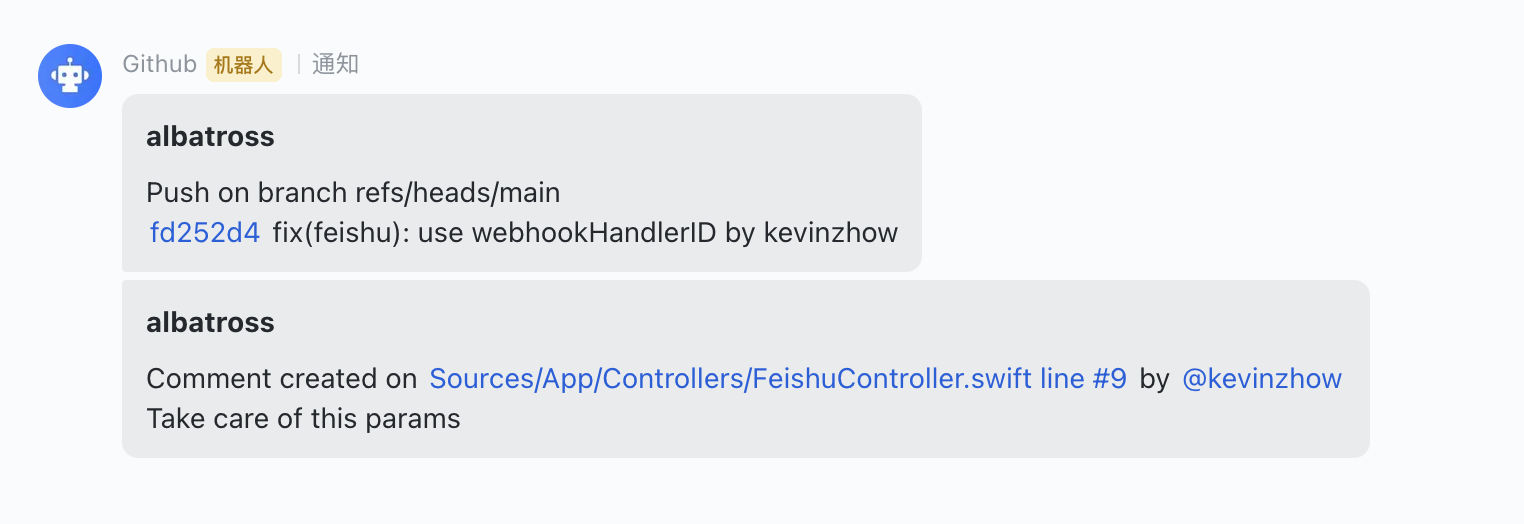 Github 机器人 | 通知
albatross
Push on branch refs/heads/main
fd252d4 fix(feishu): use webhookHandlerID by kevinzhow
albatross
Comment created on Sources/App/Controllers/FeishuController.swift line #9 by @kevinzhow
Take care of this params